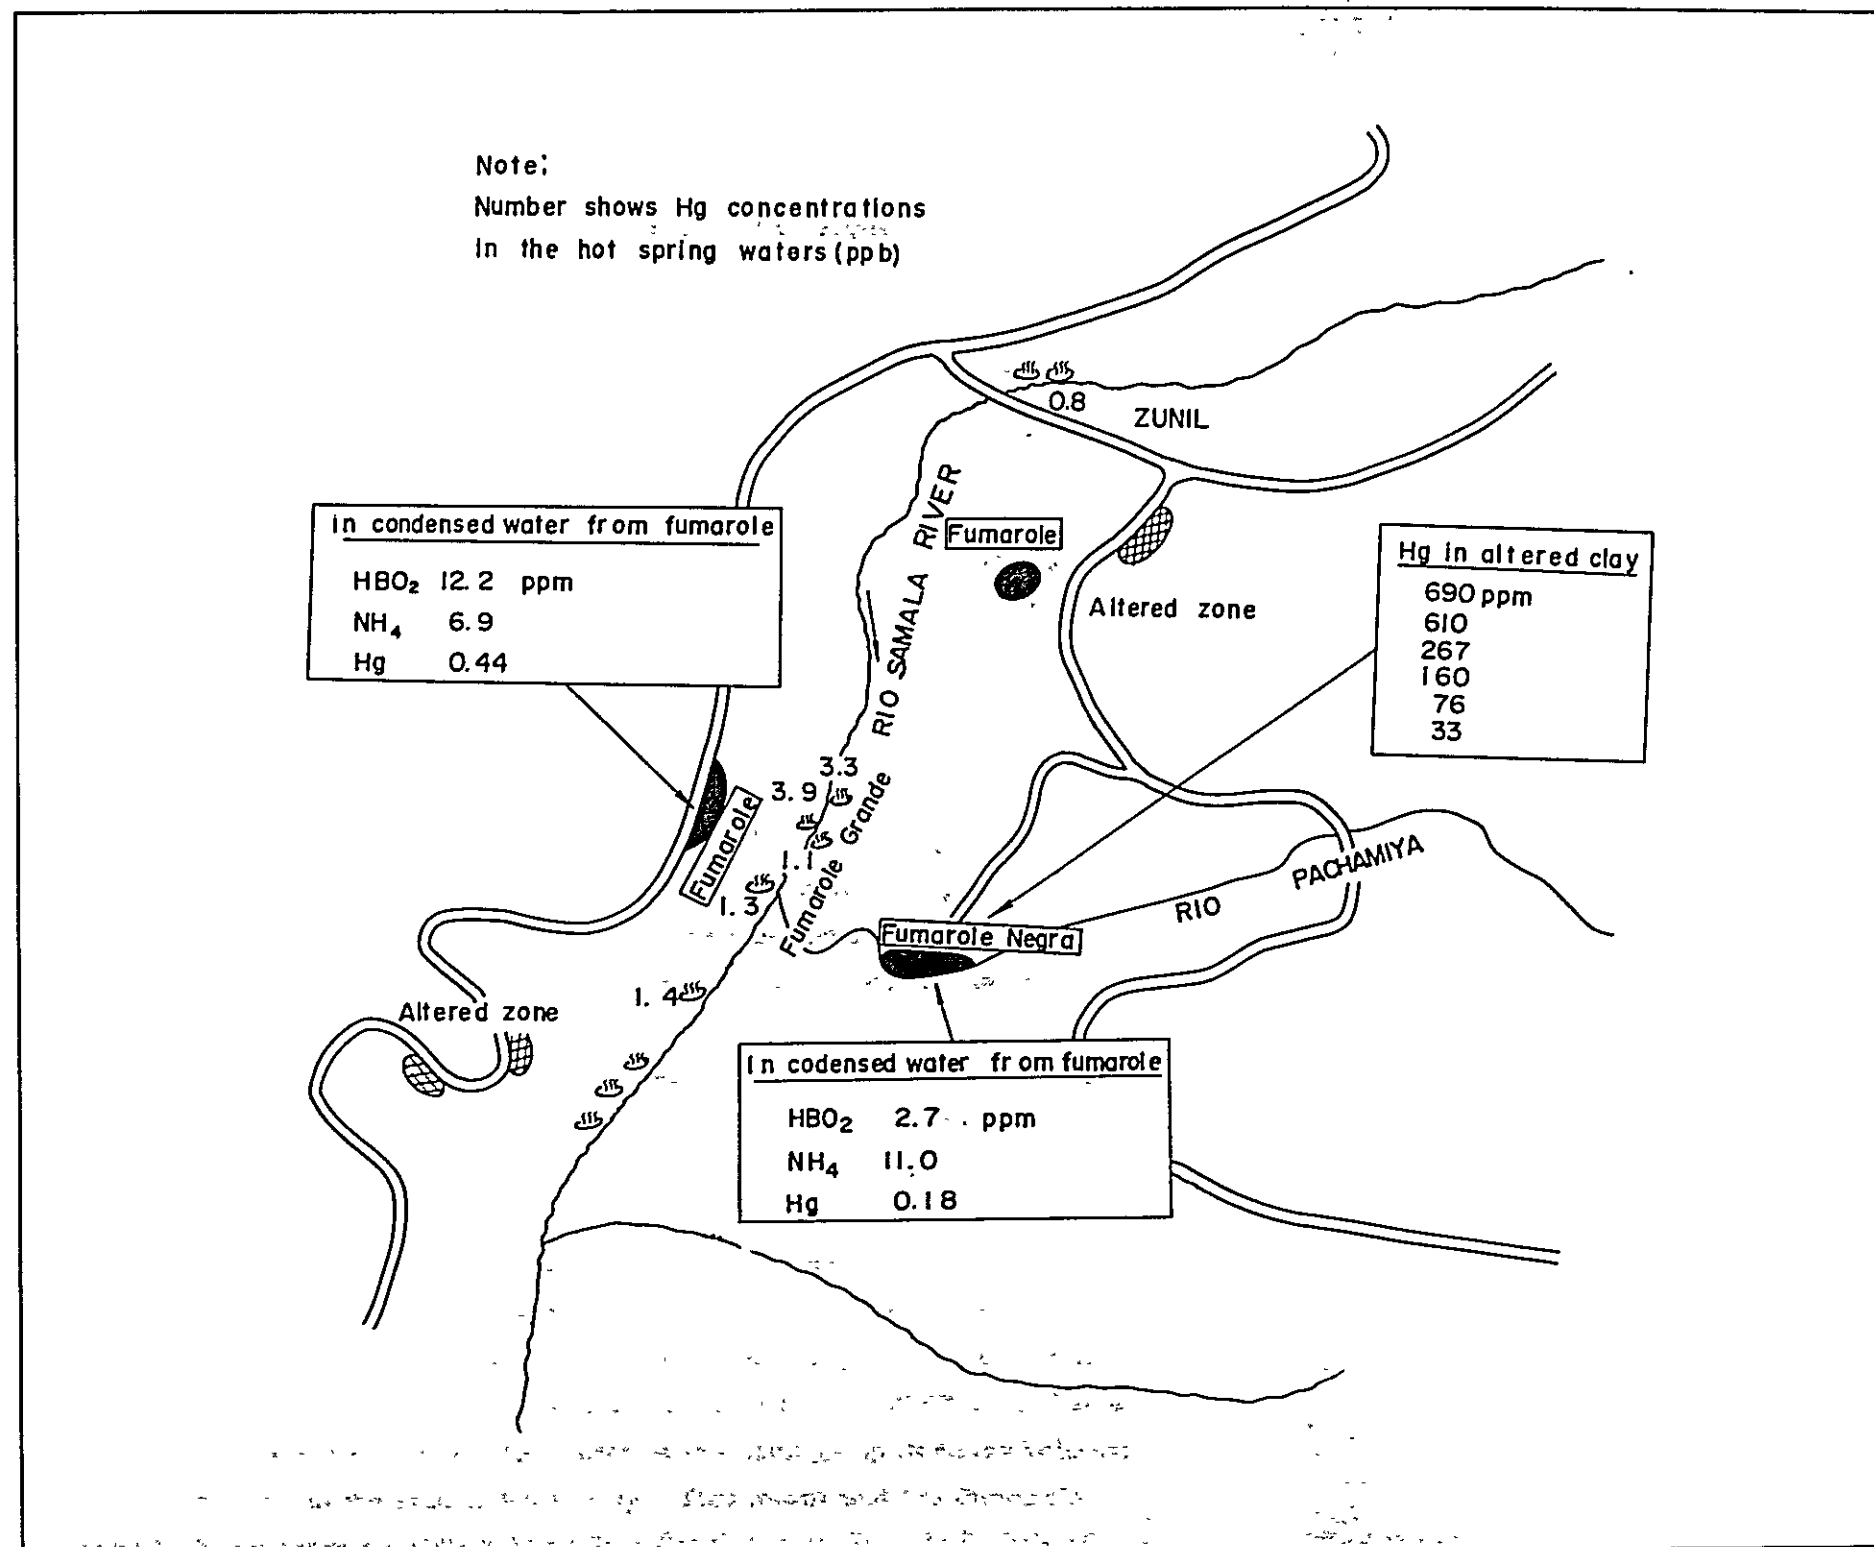 Note:
Number shows Hg concentrations
in the hot spring waters (ppb)
0.8
ZUNIL
RIO SAMALA RIVER
Fumarole
Altered zone
In condensed water from fumarole
HBO₂ 12.2 ppm
NH₄ 6.9
Hg 0.44
Hg in altered clay
690 ppm
610
267
160
76
33
3.3
3.9
Fumarole
Fumarole Grande
1.1
1.3
RIO PACHAMIYA
Fumarole Negra
1.4
Altered zone
In codensed water from fumarole
HBO₂ 2.7 ppm
NH₄ 11.0
Hg 0.18